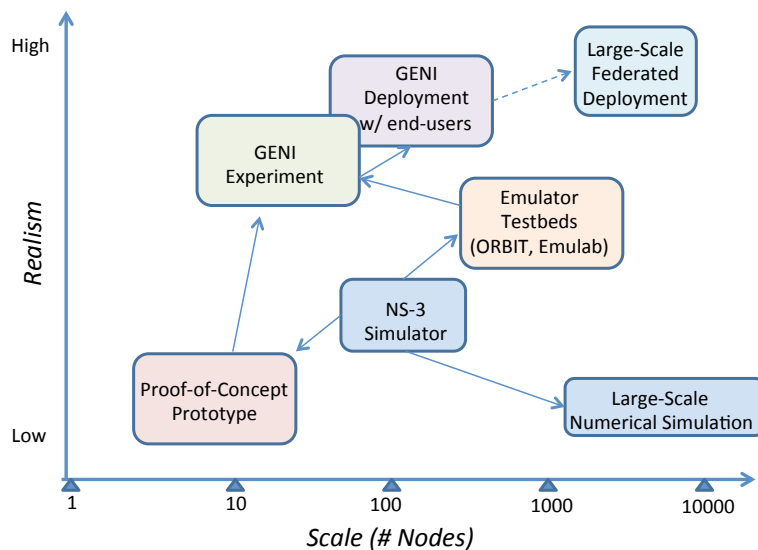 High
GENI
Deployment
w/ end-users
Large-Scale
Federated
Deployment
GENI
Experiment
Emulator
Testbeds
(ORBIT, Emulab)
Realism
NS-3
Simulator
Proof-of-Concept
Prototype
Large-Scale
Numerical Simulation
Low
1
10
100
1000
10000
Scale (# Nodes)